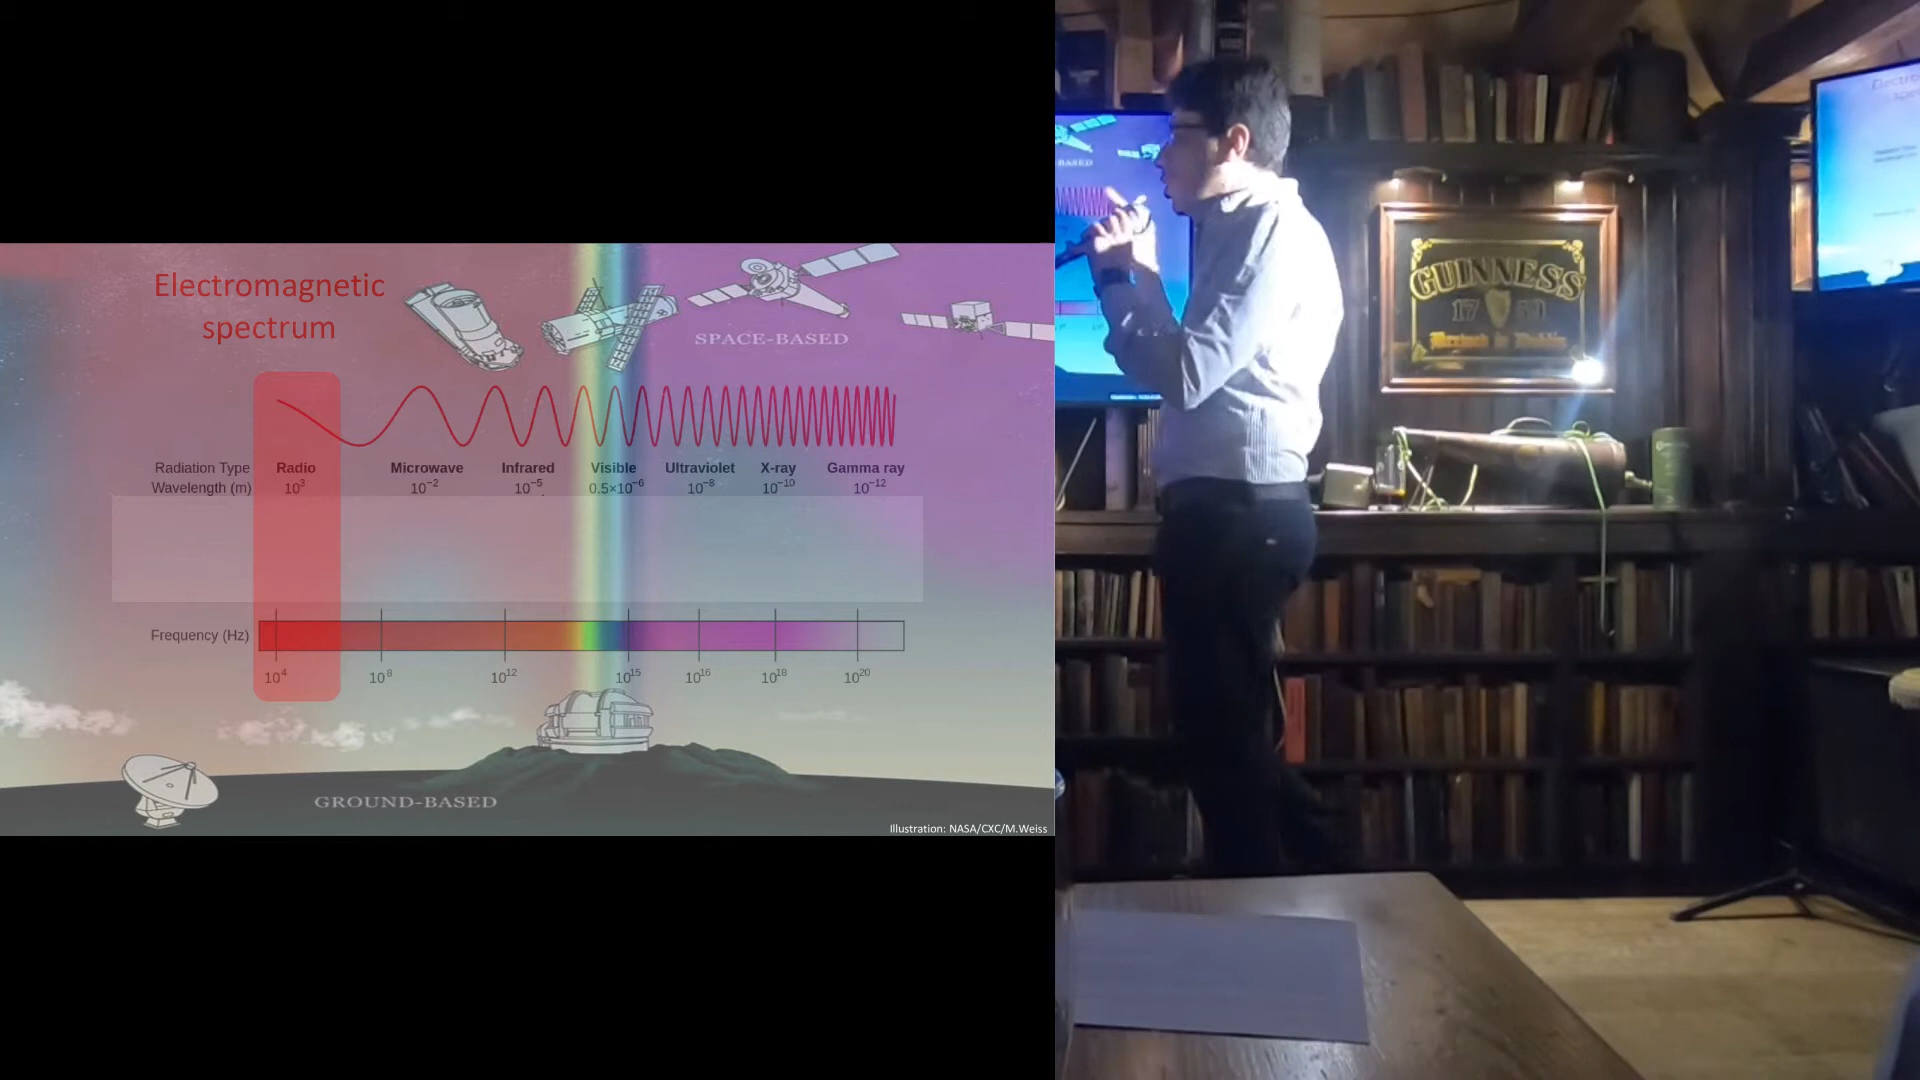 Electromagnetic
spectrum
SPACE-BASED
Radiation Type Radio Microwave Infrared Visible Ultraviolet X-ray Gamma ray
Wavelength (m) 10³ 10⁻² 10⁻⁵ 0.5×10⁻⁶ 10⁻⁸ 10⁻¹⁰ 10⁻¹²
Frequency (Hz)
10⁴ 10⁸ 10¹² 10¹⁵ 10¹⁶ 10¹⁸ 10²⁰
GROUND-BASED
Illustration: NASA/CXC/M.Weiss
BASED
GUINNESS
17 59